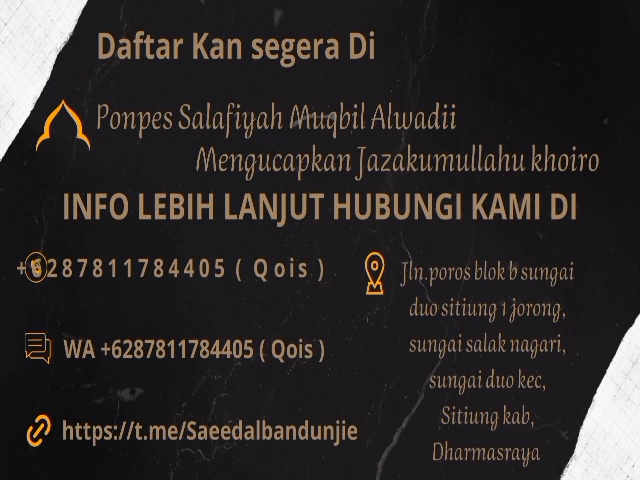 Daftar Kan segera Di
Ponpes Salafiyah Muqbil Alwadii
Mengucapkan Jazakumullahu khoiro
INFO LEBIH LANJUT HUBUNGI KAMI DI
+6287811784405 ( Qois )
WA +6287811784405 ( Qois )
https://t.me/Saeedalbandunjie
Jln.poros blok b sungai
duo sitiung 1 jorong,
sungai salak nagari,
sungai duo kec,
Sitiung kab,
Dharmasraya